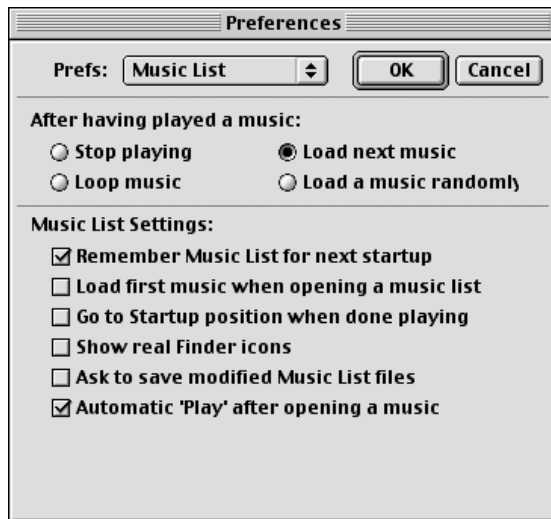 Preferences
Prefs: Music List OK Cancel
After having played a music:
Stop playing Load next music
Loop music Load a music randomly
Music List Settings:
Remember Music List for next startup
Load first music when opening a music list
Go to Startup position when done playing
Show real Finder icons
Ask to save modified Music List files
Automatic 'Play' after opening a music